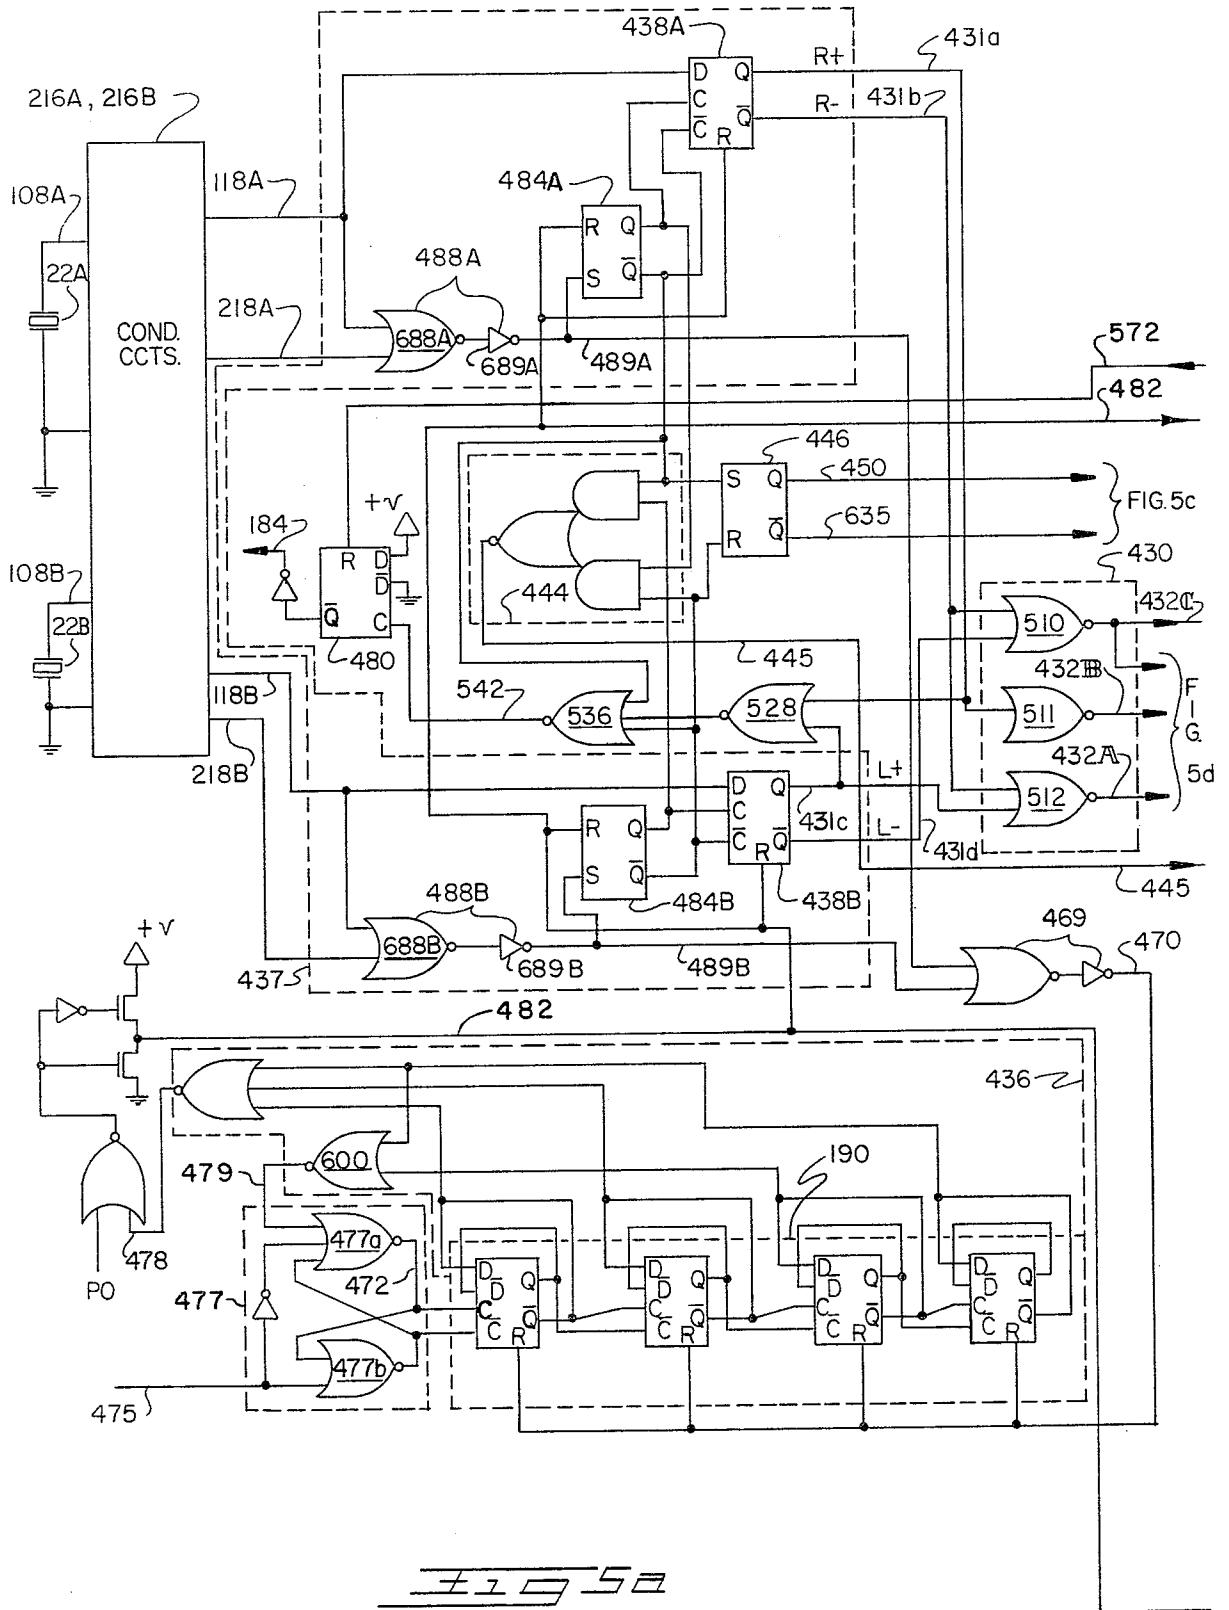 438A
431a
R+
D Q
C
C̅ Q̅
R
R-
431b
216A, 216B
118A
108A
22A
484A
R Q
S Q̅
488A
218A
688A
689A
489A
COND.
CCTS.
572
482
446
S Q
R Q̅
450
635
FIG. 5c
+v
184
R D
D̅
Q̅ C
480
444
430
432C
510
108B
22B
445
432B
118B
542
536
528
511
F
I
G.
5d
218B
432A
512
D Q
C
C̅ Q̅
R
L+
431c
L-
431d
R Q
S Q̅
484B
438B
445
488B
688B
689B
489B
437
469
470
+v
482
436
600
190
479
477a
472
478
PO
477
477b
475
D Q
D̅
C Q̅
C̅ R
D Q
D̅
C Q̅
C̅ R
D Q
D̅
C Q̅
C̅ R
D Q
D̅
C Q̅
C̅ R
Fig 5a